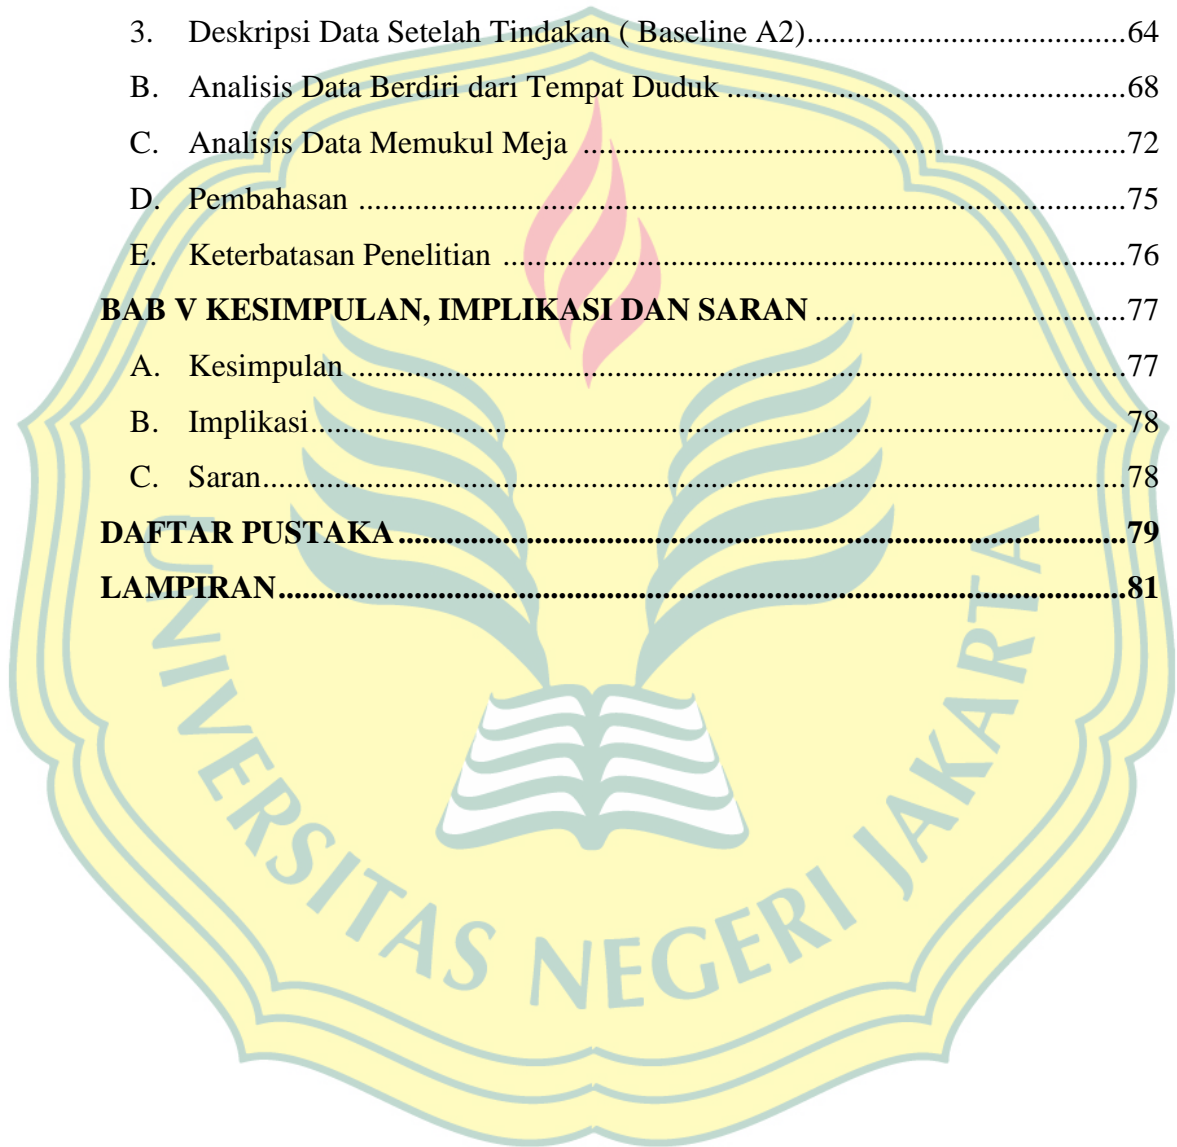 3. Deskripsi Data Setelah Tindakan ( Baseline A2)........................................64
B. Analisis Data Berdiri dari Tempat Duduk ..................................................68
C. Analisis Data Memukul Meja ....................................................................72
D. Pembahasan ................................................................................................75
E. Keterbatasan Penelitian ..............................................................................76
BAB V KESIMPULAN, IMPLIKASI DAN SARAN .......................................77
A. Kesimpulan .................................................................................................77
B. Implikasi......................................................................................................78
C. Saran............................................................................................................78
DAFTAR PUSTAKA ...........................................................................................79
LAMPIRAN..........................................................................................................81
UNIVERSITAS NEGERI JAKARTA